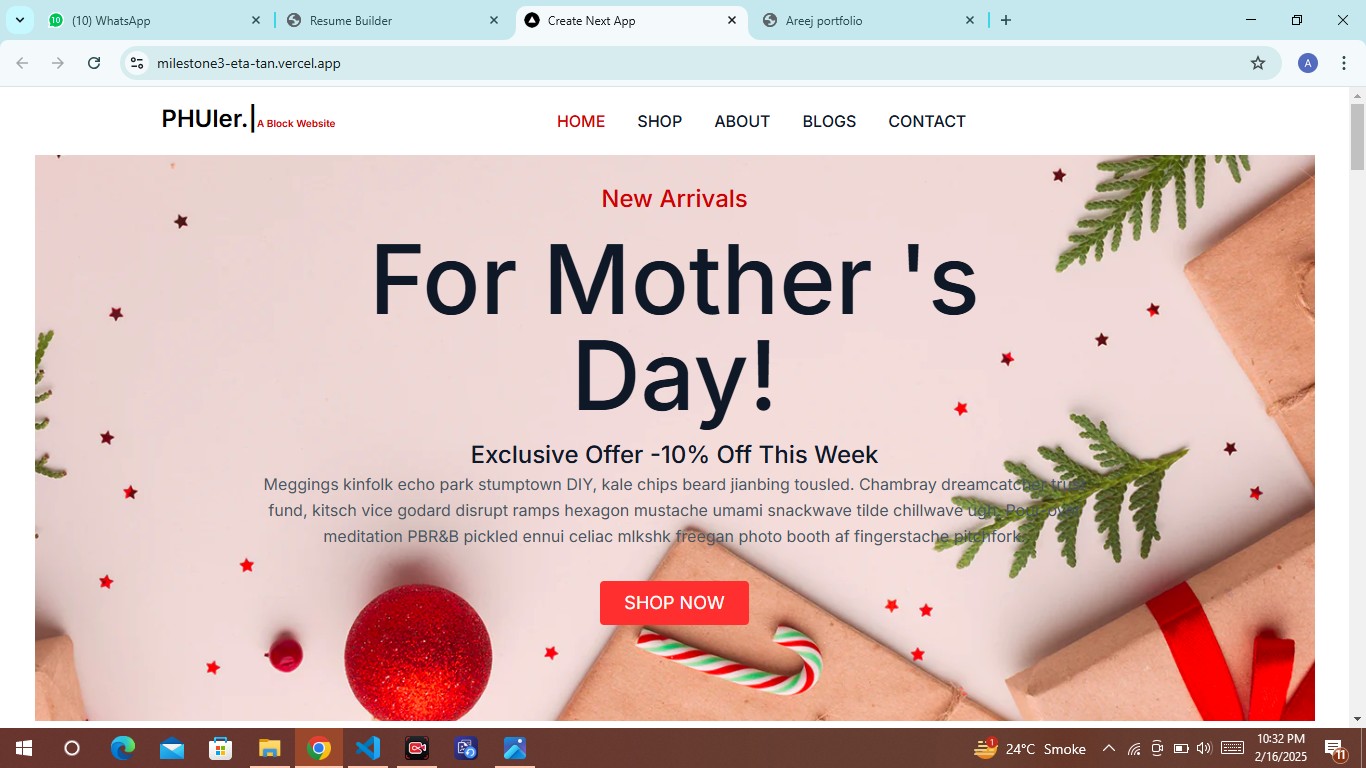 10
(10) WhatsApp
Resume Builder
Create Next App
Areej portfolio
milestone3-eta-tan.vercel.app
A
PHUIer.|A Block Website
HOME SHOP ABOUT BLOGS CONTACT
New Arrivals
For Mother 's
Day!
Exclusive Offer -10% Off This Week
Meggings kinfolk echo park stumptown DIY, kale chips beard jianbing tousled. Chambray dreamcatcher trust
fund, kitsch vice godard disrupt ramps hexagon mustache umami snackwave tilde chillwave ugh. Pour-over
meditation PBR&B pickled ennui celiac mlkshk freegan photo booth af fingerstache pitchfork.
SHOP NOW
1
24°C Smoke
10:32 PM
2/16/2025
11